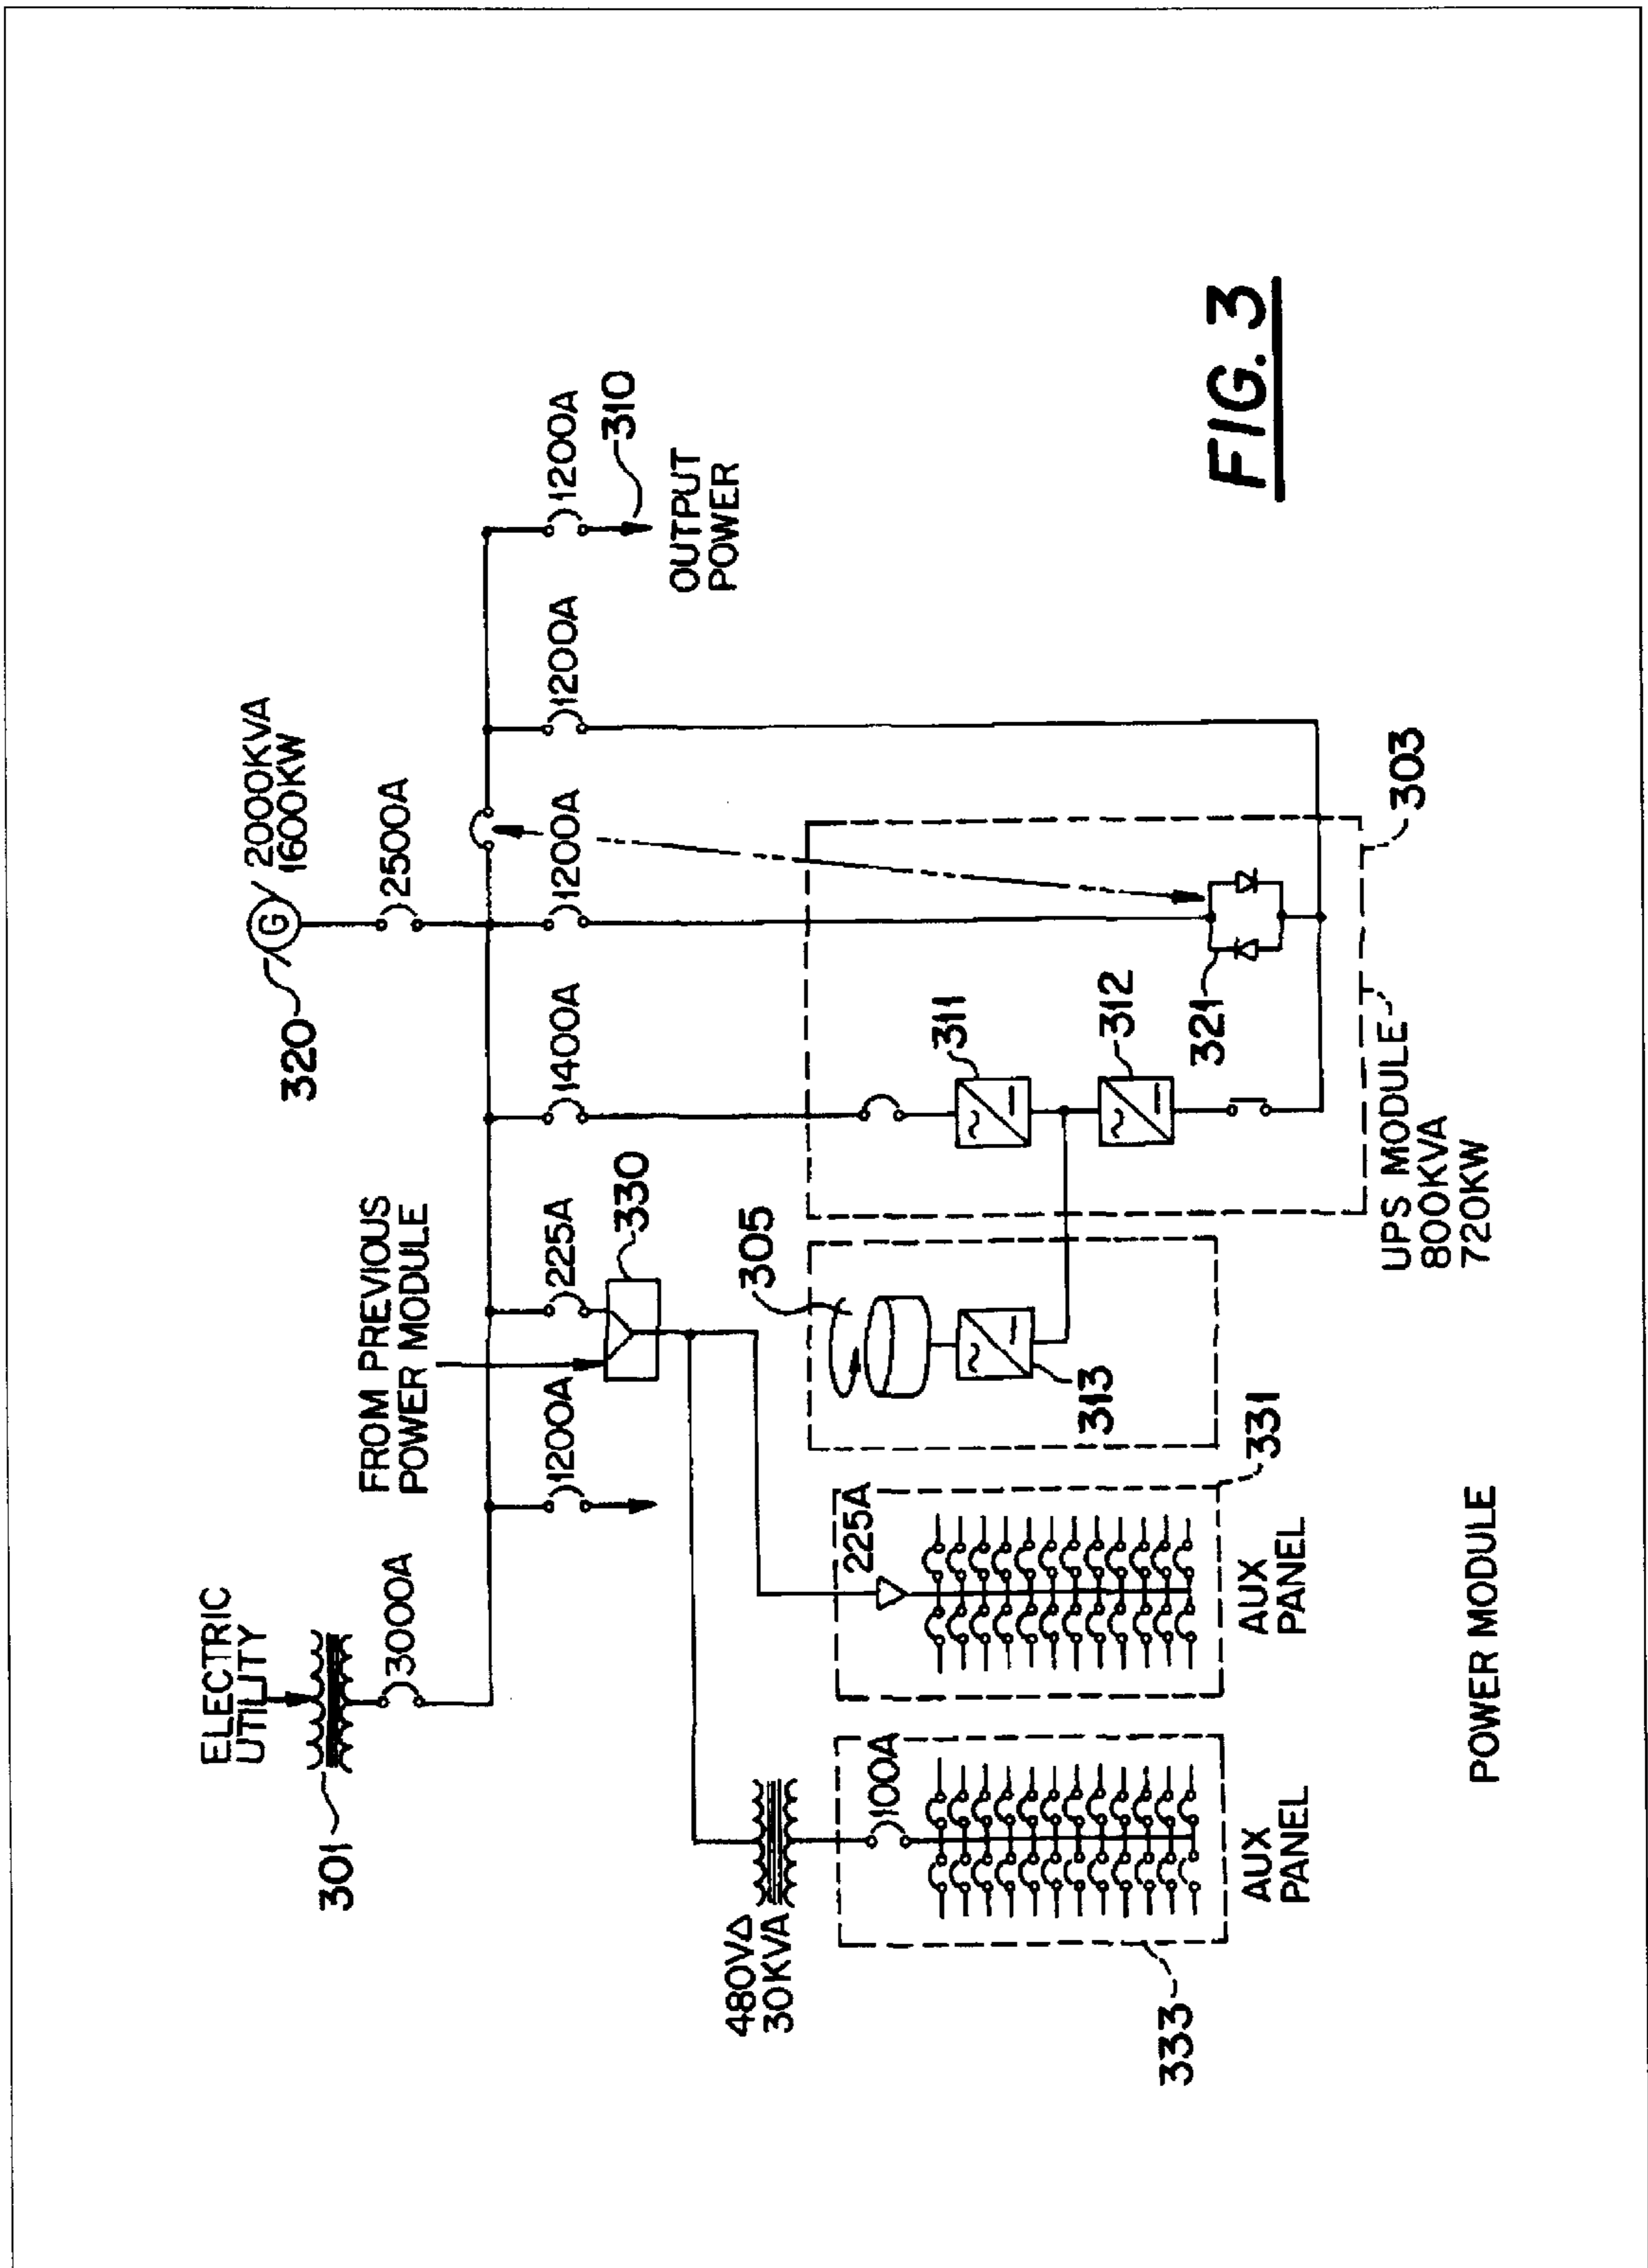 ELECTRIC
UTILITY
301
3000A
FROM PREVIOUS
POWER MODULE
1200A
225A
330
1400A
320
G
2000KVA
1600KW
2500A
1200A
1200A
1200A
310
OUTPUT
POWER
480VΔ
30KVA
100A
333
AUX
PANEL
225A
331
AUX
PANEL
305
313
311
312
321
303
UPS MODULE
800KVA
720KW
POWER MODULE
FIG. 3